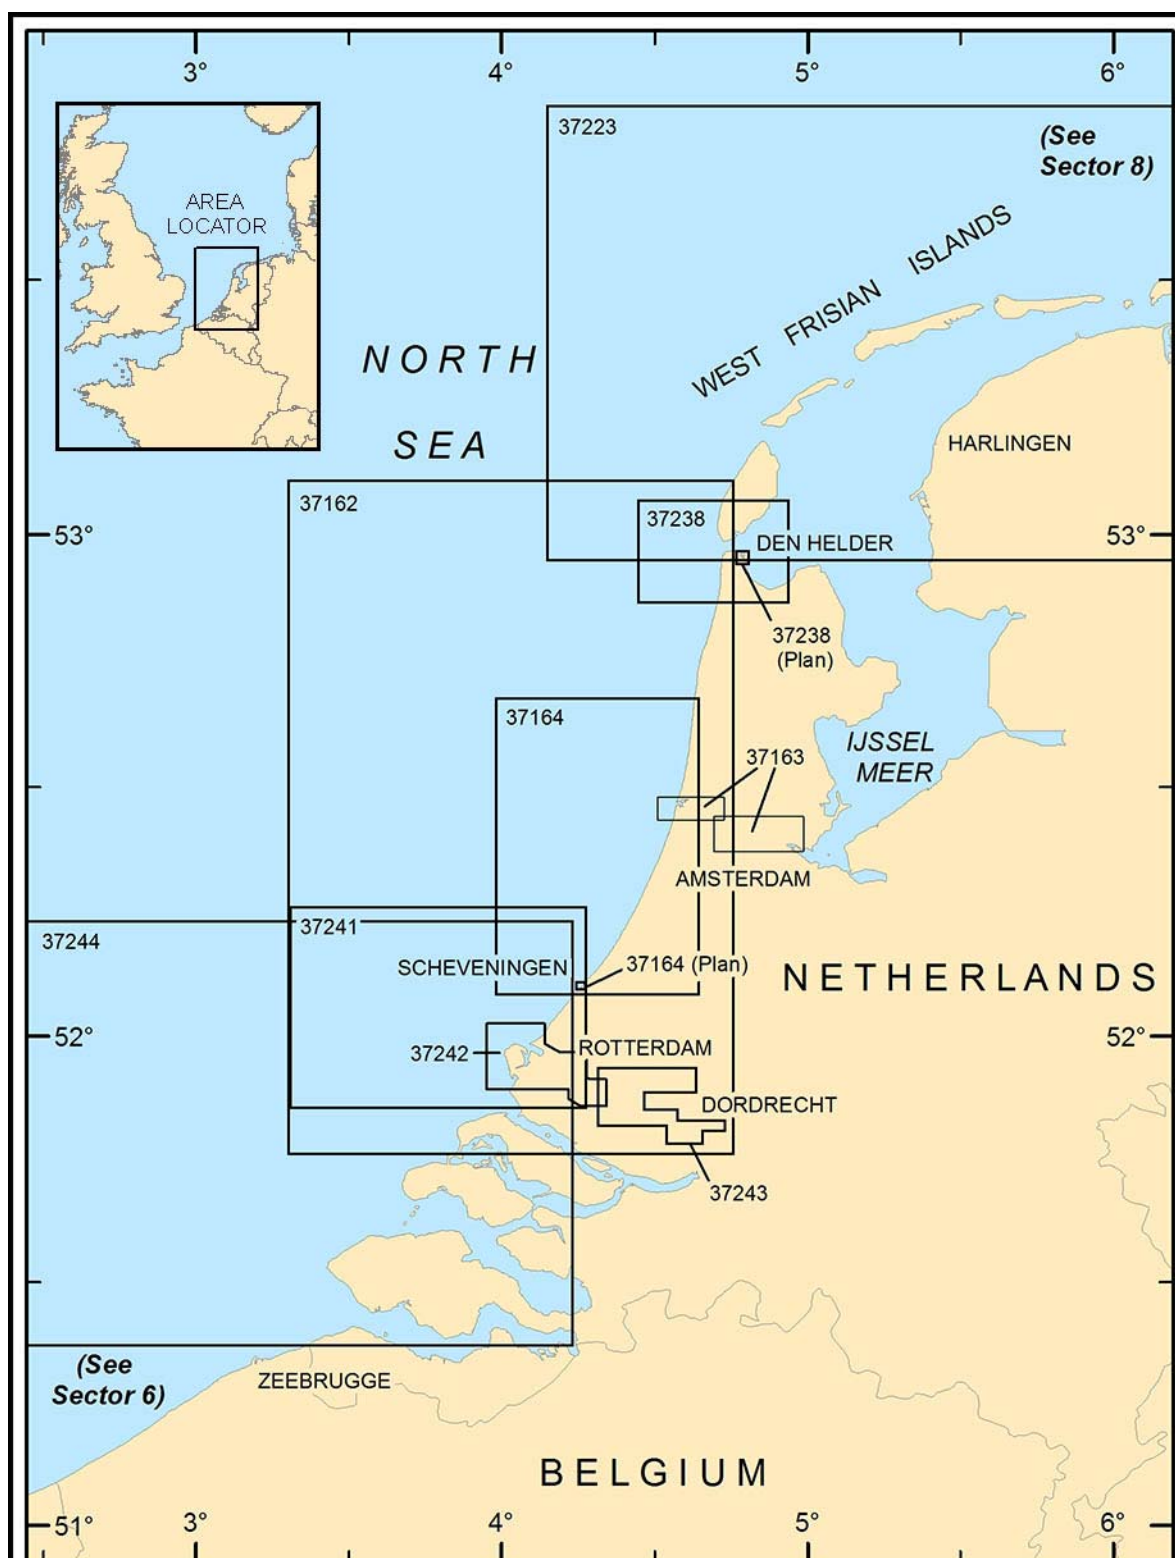 3° 4° 5° 6°
37223
(See
Sector 8)
AREA
LOCATOR
WEST FRISIAN ISLANDS
NORTH
SEA
HARLINGEN
37162
37238
53° 53°
DEN HELDER
37238
(Plan)
37164
IJSSEL
MEER
37163
AMSTERDAM
37241
37244
SCHEVENINGEN
37164 (Plan)
NETHERLANDS
52° 52°
37242
ROTTERDAM
DORDRECHT
37243
(See
Sector 6)
ZEEBRUGGE
BELGIUM
51° 3° 4° 5° 6°